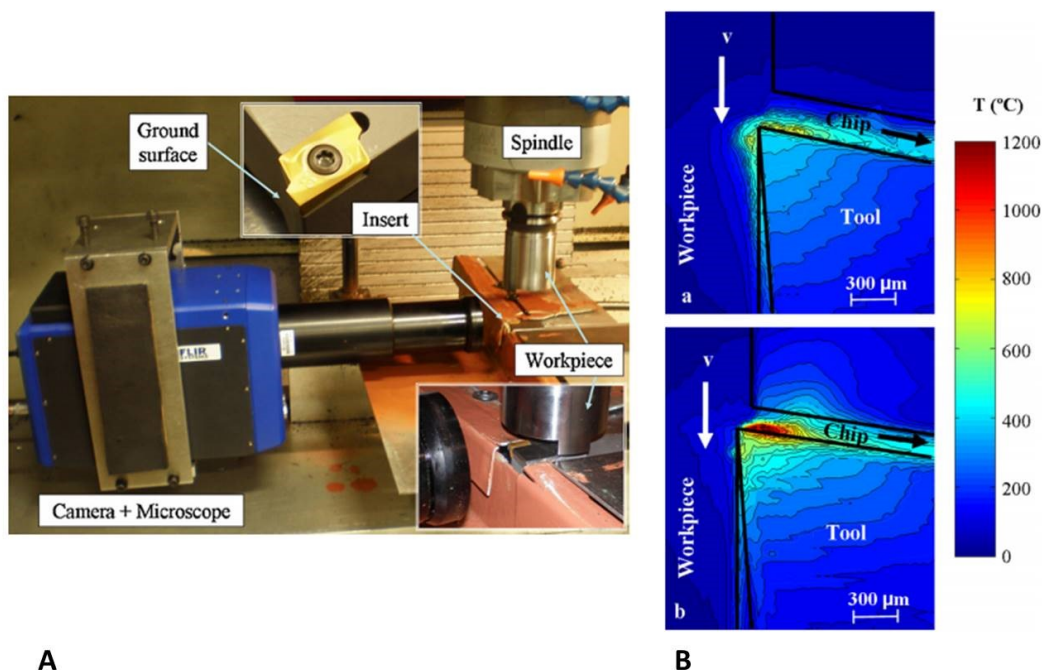 Ground
surface
Spindle
Insert
FLIR
Workpiece
Camera + Microscope
A
v
Chip
Workpiece
Tool
300 µm
a
v
Chip
Workpiece
Tool
300 µm
b
T (ºC)
1200
1000
800
600
400
200
0
B